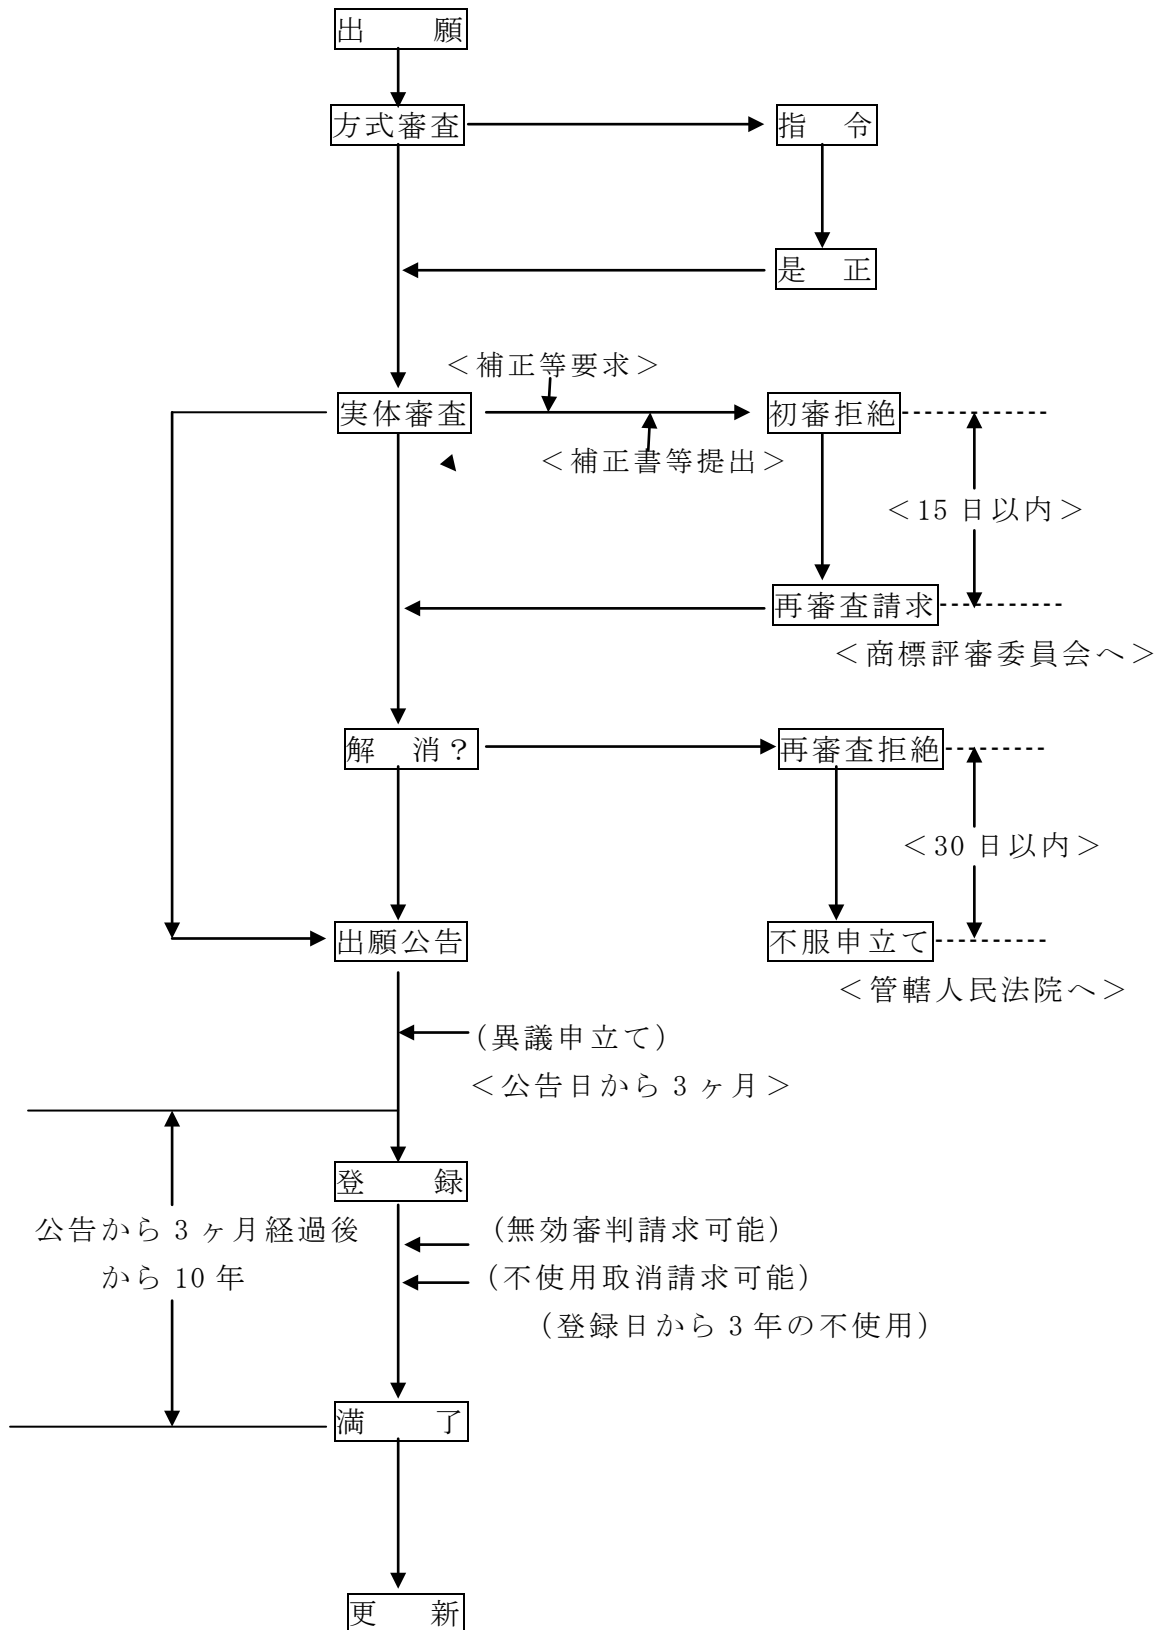 出　　願
方式審査
指　令
是　正
＜補正等要求＞
実体審査
初審拒絶
＜補正書等提出＞
＜15 日以内＞
再審査請求
＜商標評審委員会へ＞
解　消？
再審査拒絶
＜30 日以内＞
出願公告
不服申立て
＜管轄人民法院へ＞
（異議申立て）
＜公告日から 3 ヶ月＞
登　　録
公告から 3 ヶ月経過後
から 10 年
（無効審判請求可能）
（不使用取消請求可能）
（登録日から 3 年の不使用）
満　　了
更　　新